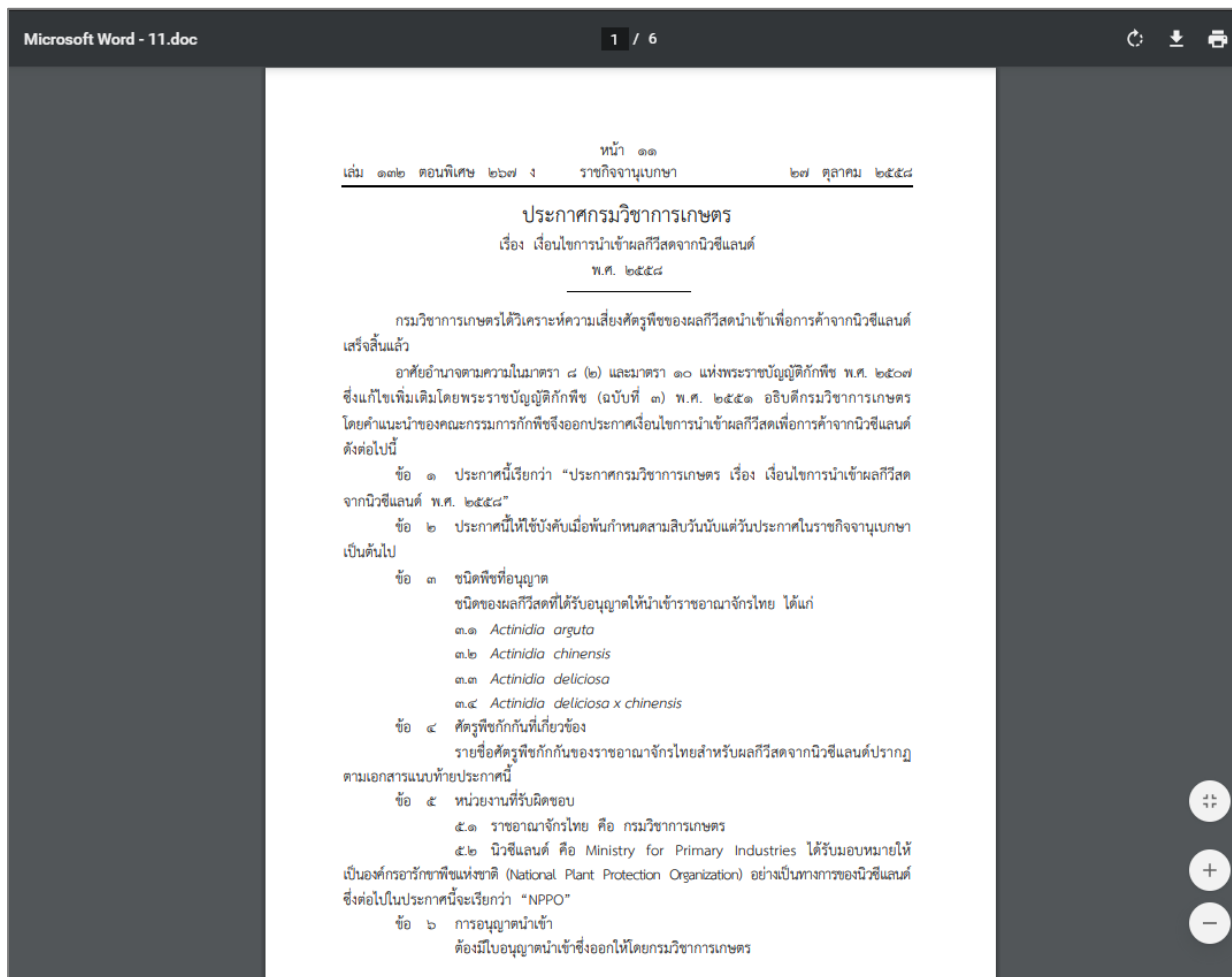 Microsoft Word - 11.doc
1 / 6
หน้า ๑๑
เล่ม ๑๓๒ ตอนพิเศษ ๒๖๗ ง ราชกิจจานุเบกษา ๒๗ ตุลาคม ๒๕๕๘
ประกาศกรมวิชาการเกษตร
เรื่อง เงื่อนไขการนำเข้าผลกีวีสดจากนิวซีแลนด์
พ.ศ. ๒๕๕๘
กรมวิชาการเกษตรได้วิเคราะห์ความเสี่ยงศัตรูพืชของผลกีวีสดนำเข้าเพื่อการค้าจากนิวซีแลนด์
เสร็จสิ้นแล้ว
อาศัยอำนาจตามความในมาตรา ๘ (๒) และมาตรา ๑๐ แห่งพระราชบัญญัติกักพืช พ.ศ. ๒๕๐๗
ซึ่งแก้ไขเพิ่มเติมโดยพระราชบัญญัติกักพืช (ฉบับที่ ๓) พ.ศ. ๒๕๕๑ อธิบดีกรมวิชาการเกษตร
โดยคำแนะนำของคณะกรรมการกักพืชจึงออกประกาศเงื่อนไขการนำเข้าผลกีวีสดเพื่อการค้าจากนิวซีแลนด์
ดังต่อไปนี้
ข้อ ๑ ประกาศนี้เรียกว่า “ประกาศกรมวิชาการเกษตร เรื่อง เงื่อนไขการนำเข้าผลกีวีสด
จากนิวซีแลนด์ พ.ศ. ๒๕๕๘”
ข้อ ๒ ประกาศนี้ให้ใช้บังคับเมื่อพ้นกำหนดสามสิบวันนับแต่วันประกาศในราชกิจจานุเบกษา
เป็นต้นไป
ข้อ ๓ ชนิดพืชที่อนุญาต
ชนิดของผลกีวีสดที่ได้รับอนุญาตให้นำเข้าราชอาณาจักรไทย ได้แก่
๓.๑ Actinidia arguta
๓.๒ Actinidia chinensis
๓.๓ Actinidia deliciosa
๓.๔ Actinidia deliciosa x chinensis
ข้อ ๔ ศัตรูพืชกักกันที่เกี่ยวข้อง
รายชื่อศัตรูพืชกักกันของราชอาณาจักรไทยสำหรับผลกีวีสดจากนิวซีแลนด์ปรากฏ
ตามเอกสารแนบท้ายประกาศนี้
ข้อ ๕ หน่วยงานที่รับผิดชอบ
๕.๑ ราชอาณาจักรไทย คือ กรมวิชาการเกษตร
๕.๒ นิวซีแลนด์ คือ Ministry for Primary Industries ได้รับมอบหมายให้
เป็นองค์กรอารักขาพืชแห่งชาติ (National Plant Protection Organization) อย่างเป็นทางการของนิวซีแลนด์
ซึ่งต่อไปในประกาศนี้จะเรียกว่า “NPPO”
ข้อ ๖ การอนุญาตนำเข้า
ต้องมีใบอนุญาตนำเข้าซึ่งออกให้โดยกรมวิชาการเกษตร